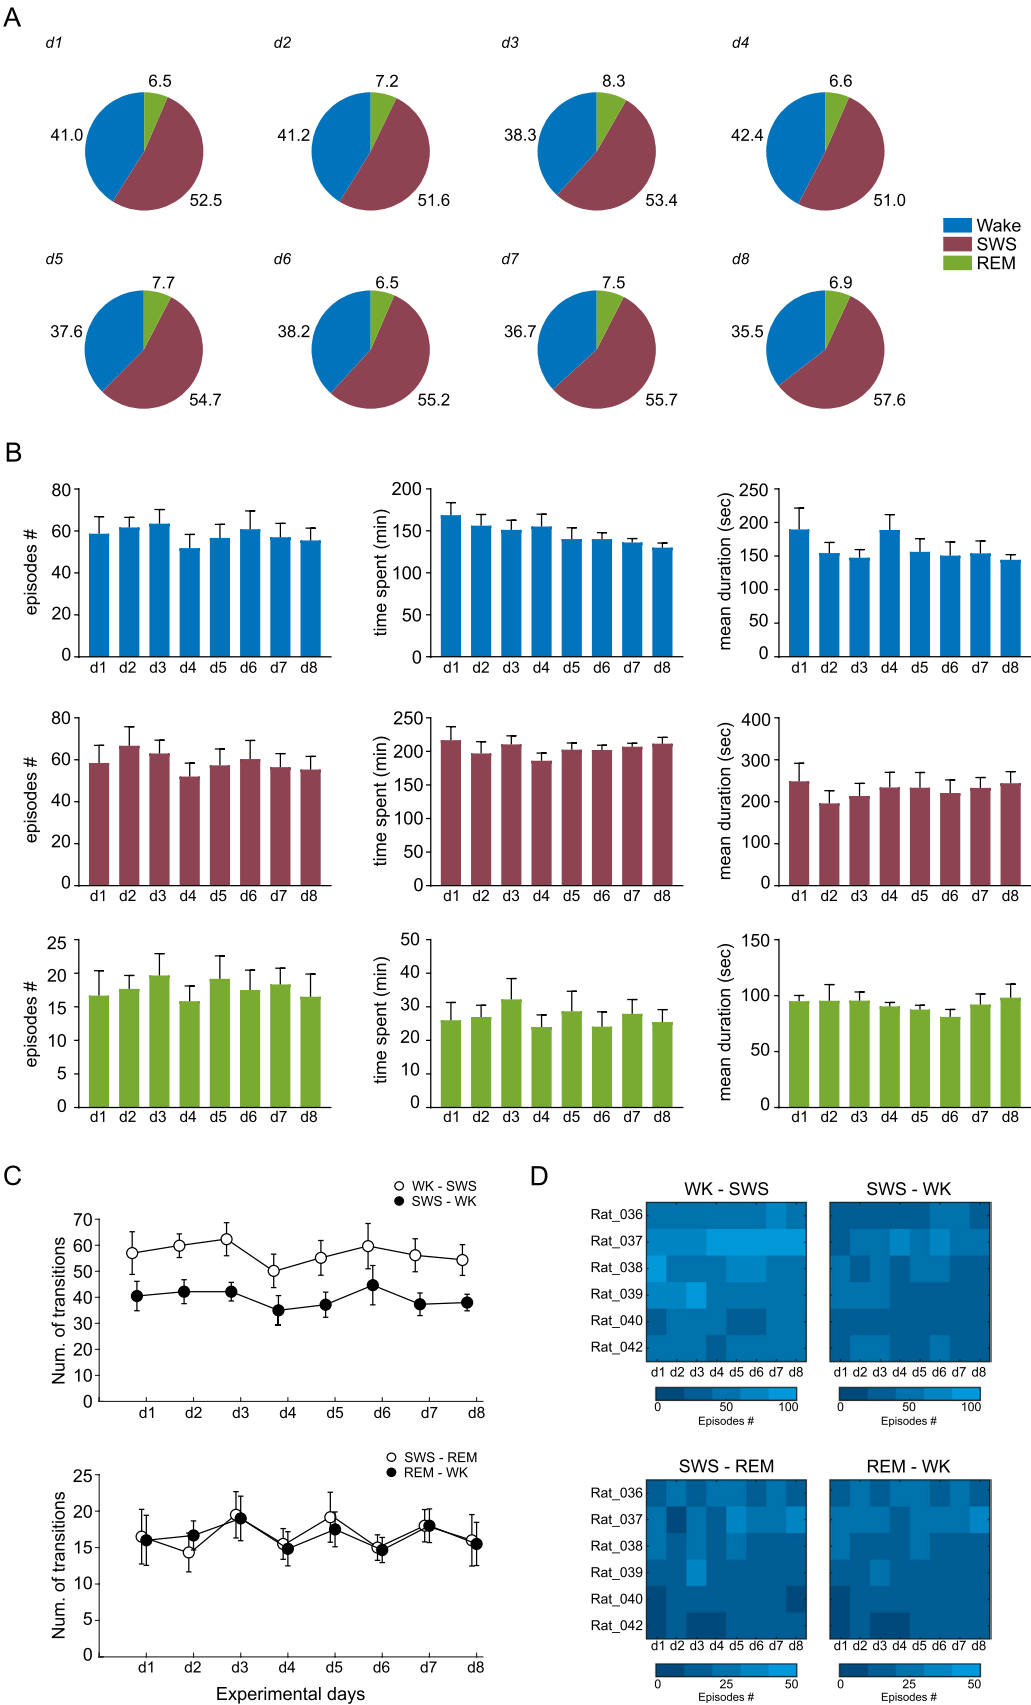 A
d1 d2 d3 d4
6.5 7.2 8.3 6.6
41.0 41.2 38.3 42.4
52.5 51.6 53.4 51.0
Wake
SWS
REM
d5 d6 d7 d8
7.7 6.5 7.5 6.9
37.6 38.2 36.7 35.5
54.7 55.2 55.7 57.6
B
episodes #
80
60
40
20
0
d1 d2 d3 d4 d5 d6 d7 d8
time spent (min)
200
150
100
50
0
d1 d2 d3 d4 d5 d6 d7 d8
mean duration (sec)
250
200
150
100
50
0
d1 d2 d3 d4 d5 d6 d7 d8
episodes #
80
60
40
20
0
d1 d2 d3 d4 d5 d6 d7 d8
time spent (min)
250
200
150
100
50
0
d1 d2 d3 d4 d5 d6 d7 d8
mean duration (sec)
400
300
200
100
0
d1 d2 d3 d4 d5 d6 d7 d8
episodes #
25
20
15
10
5
0
d1 d2 d3 d4 d5 d6 d7 d8
time spent (min)
50
40
30
20
10
0
d1 d2 d3 d4 d5 d6 d7 d8
mean duration (sec)
150
100
50
0
d1 d2 d3 d4 d5 d6 d7 d8
C
WK - SWS
SWS - WK
Num. of transitions
70
60
50
40
30
20
10
0
d1 d2 d3 d4 d5 d6 d7 d8
SWS - REM
REM - WK
Num. of transitions
25
20
15
10
5
0
d1 d2 d3 d4 d5 d6 d7 d8
Experimental days
D
WK - SWS SWS - WK
Rat_036
Rat_037
Rat_038
Rat_039
Rat_040
Rat_042
d1 d2 d3 d4 d5 d6 d7 d8 d1 d2 d3 d4 d5 d6 d7 d8
0 50 100 0 50 100
Episodes # Episodes #
SWS - REM REM - WK
Rat_036
Rat_037
Rat_038
Rat_039
Rat_040
Rat_042
d1 d2 d3 d4 d5 d6 d7 d8 d1 d2 d3 d4 d5 d6 d7 d8
0 25 50 0 25 50
Episodes # Episodes #